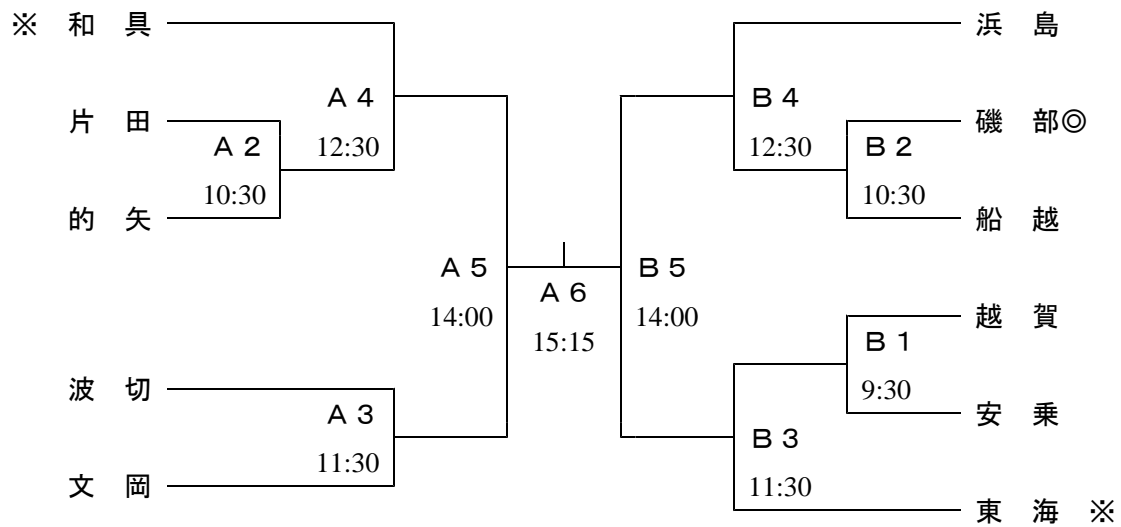 ※ 和 具
浜 島
A 4
B 4
片 田
磯 部◎
A 2
12:30
12:30
B 2
10:30
10:30
的 矢
船 越
A 5
B 5
A 6
越 賀
14:00
14:00
15:15
B 1
波 切
9:30
A 3
安 乗
B 3
11:30
文 岡
11:30
東 海 ※